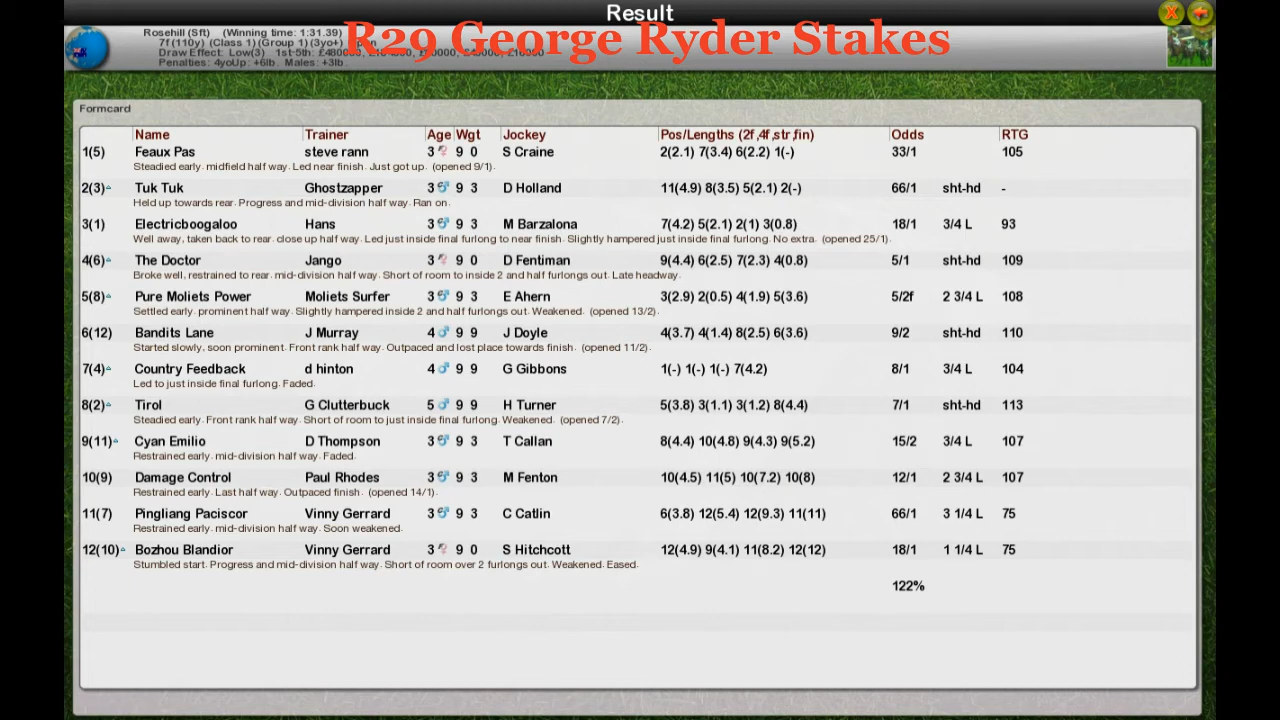 Result
R29 George Ryder Stakes
Rosehill (Sft) (Winning time: 1:31.39)
7f(110y) (Class 1)(Group 1)(3yo+)
Draw Effect: Low(3) 1st-5th:
Penalties: 4yoUp: +6lb. Males: +3lb.
Formcard
Name Trainer Age Wgt Jockey Pos/Lengths (2f,4f,str,fin) Odds RTG
1(5) Feaux Pas steve rann 3 9 0 S Craine 2(2.1) 7(3.4) 6(2.2) 1(-) 33/1 105
Steadied early. midfield half way. Led near finish. Just got up. (opened 9/1).
2(3) Tuk Tuk Ghostzapper 3 9 3 D Holland 11(4.9) 8(3.5) 5(2.1) 2(-) 66/1 sht-hd -
Held up towards rear. Progress and mid-division half way. Ran on.
3(1) Electricboogaloo Hans 3 9 3 M Barzalona 7(4.2) 5(2.1) 2(1) 3(0.8) 18/1 3/4 L 93
Well away, taken back to rear. close up half way. Led just inside final furlong to near finish. Slightly hampered just inside final furlong. No extra. (opened 25/1).
4(6) The Doctor Jango 3 9 0 D Fentiman 9(4.4) 6(2.5) 7(2.3) 4(0.8) 5/1 sht-hd 109
Broke well, restrained to rear. mid-division half way. Short of room to inside 2 and half furlongs out. Late headway.
5(8) Pure Moliets Power Moliets Surfer 3 9 3 E Ahern 3(2.9) 2(0.5) 4(1.9) 5(3.6) 5/2f 2 3/4 L 108
Settled early. prominent half way. Slightly hampered inside 2 and half furlongs out. Weakened. (opened 13/2).
6(12) Bandits Lane J Murray 4 9 9 J Doyle 4(3.7) 4(1.4) 8(2.5) 6(3.6) 9/2 sht-hd 110
Started slowly, soon prominent. Front rank half way. Outpaced and lost place towards finish. (opened 11/2).
7(4) Country Feedback d hinton 4 9 9 G Gibbons 1(-) 1(-) 1(-) 7(4.2) 8/1 3/4 L 104
Led to just inside final furlong. Faded.
8(2) Tirol G Clutterbuck 5 9 9 H Turner 5(3.8) 3(1.1) 3(1.2) 8(4.4) 7/1 sht-hd 113
Steadied early. Front rank half way. Short of room to just inside final furlong. Weakened. (opened 7/2).
9(11) Cyan Emilio D Thompson 3 9 3 T Callan 8(4.4) 10(4.8) 9(4.3) 9(5.2) 15/2 3/4 L 107
Restrained early. mid-division half way. Faded.
10(9) Damage Control Paul Rhodes 3 9 3 M Fenton 10(4.5) 11(5) 10(7.2) 10(8) 12/1 2 3/4 L 107
Restrained early. Last half way. Outpaced finish. (opened 14/1).
11(7) Pingliang Paciscor Vinny Gerrard 3 9 3 C Catlin 6(3.8) 12(5.4) 12(9.3) 11(11) 66/1 3 1/4 L 75
Restrained early. mid-division half way. Soon weakened.
12(10) Bozhou Blandior Vinny Gerrard 3 9 0 S Hitchcott 12(4.9) 9(4.1) 11(8.2) 12(12) 18/1 1 1/4 L 75
Stumbled start. Progress and mid-division half way. Short of room over 2 furlongs out. Weakened. Eased.
122%